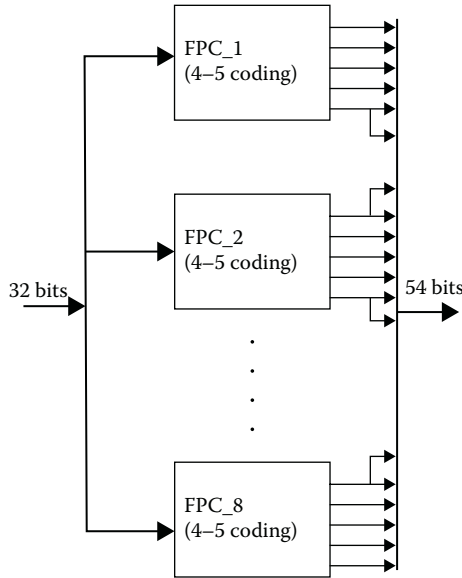 FPC_1
(4–5 coding)
FPC_2
(4–5 coding)
32 bits
54 bits
FPC_8
(4–5 coding)